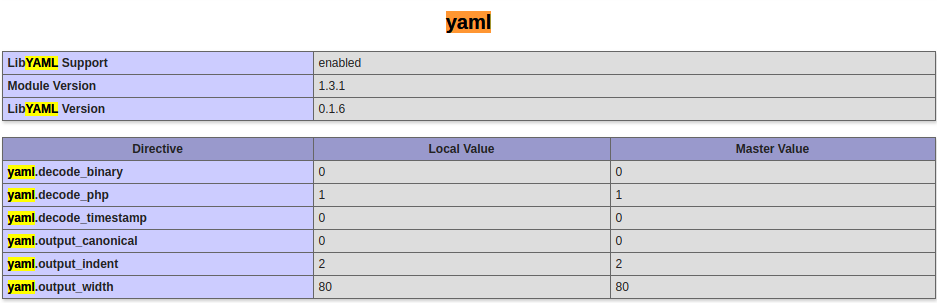 yaml
LibYAML Support enabled
Module Version 1.3.1
LibYAML Version 0.1.6
Directive Local Value Master Value
yaml.decode_binary 0 0
yaml.decode_php 1 1
yaml.decode_timestamp 0 0
yaml.output_canonical 0 0
yaml.output_indent 2 2
yaml.output_width 80 80